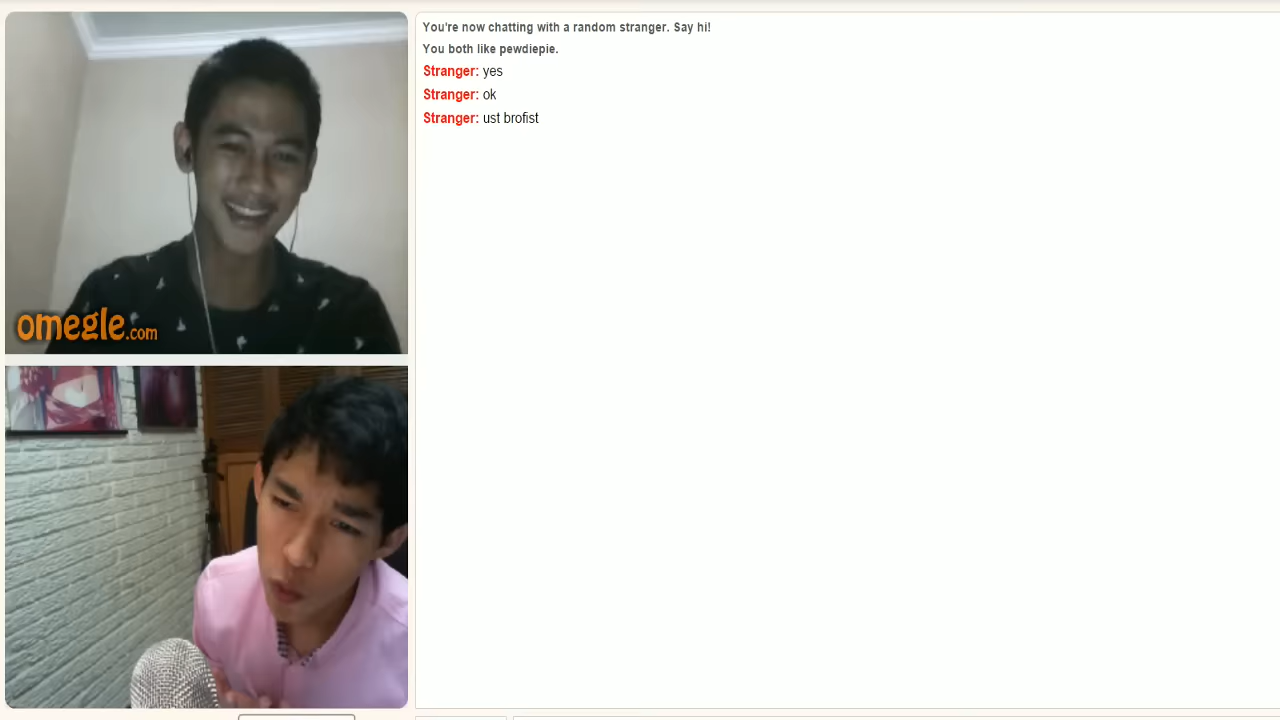 You're now chatting with a random stranger. Say hi!
You both like pewdiepie.
Stranger: yes
Stranger: ok
Stranger: ust brofist
omegle.com